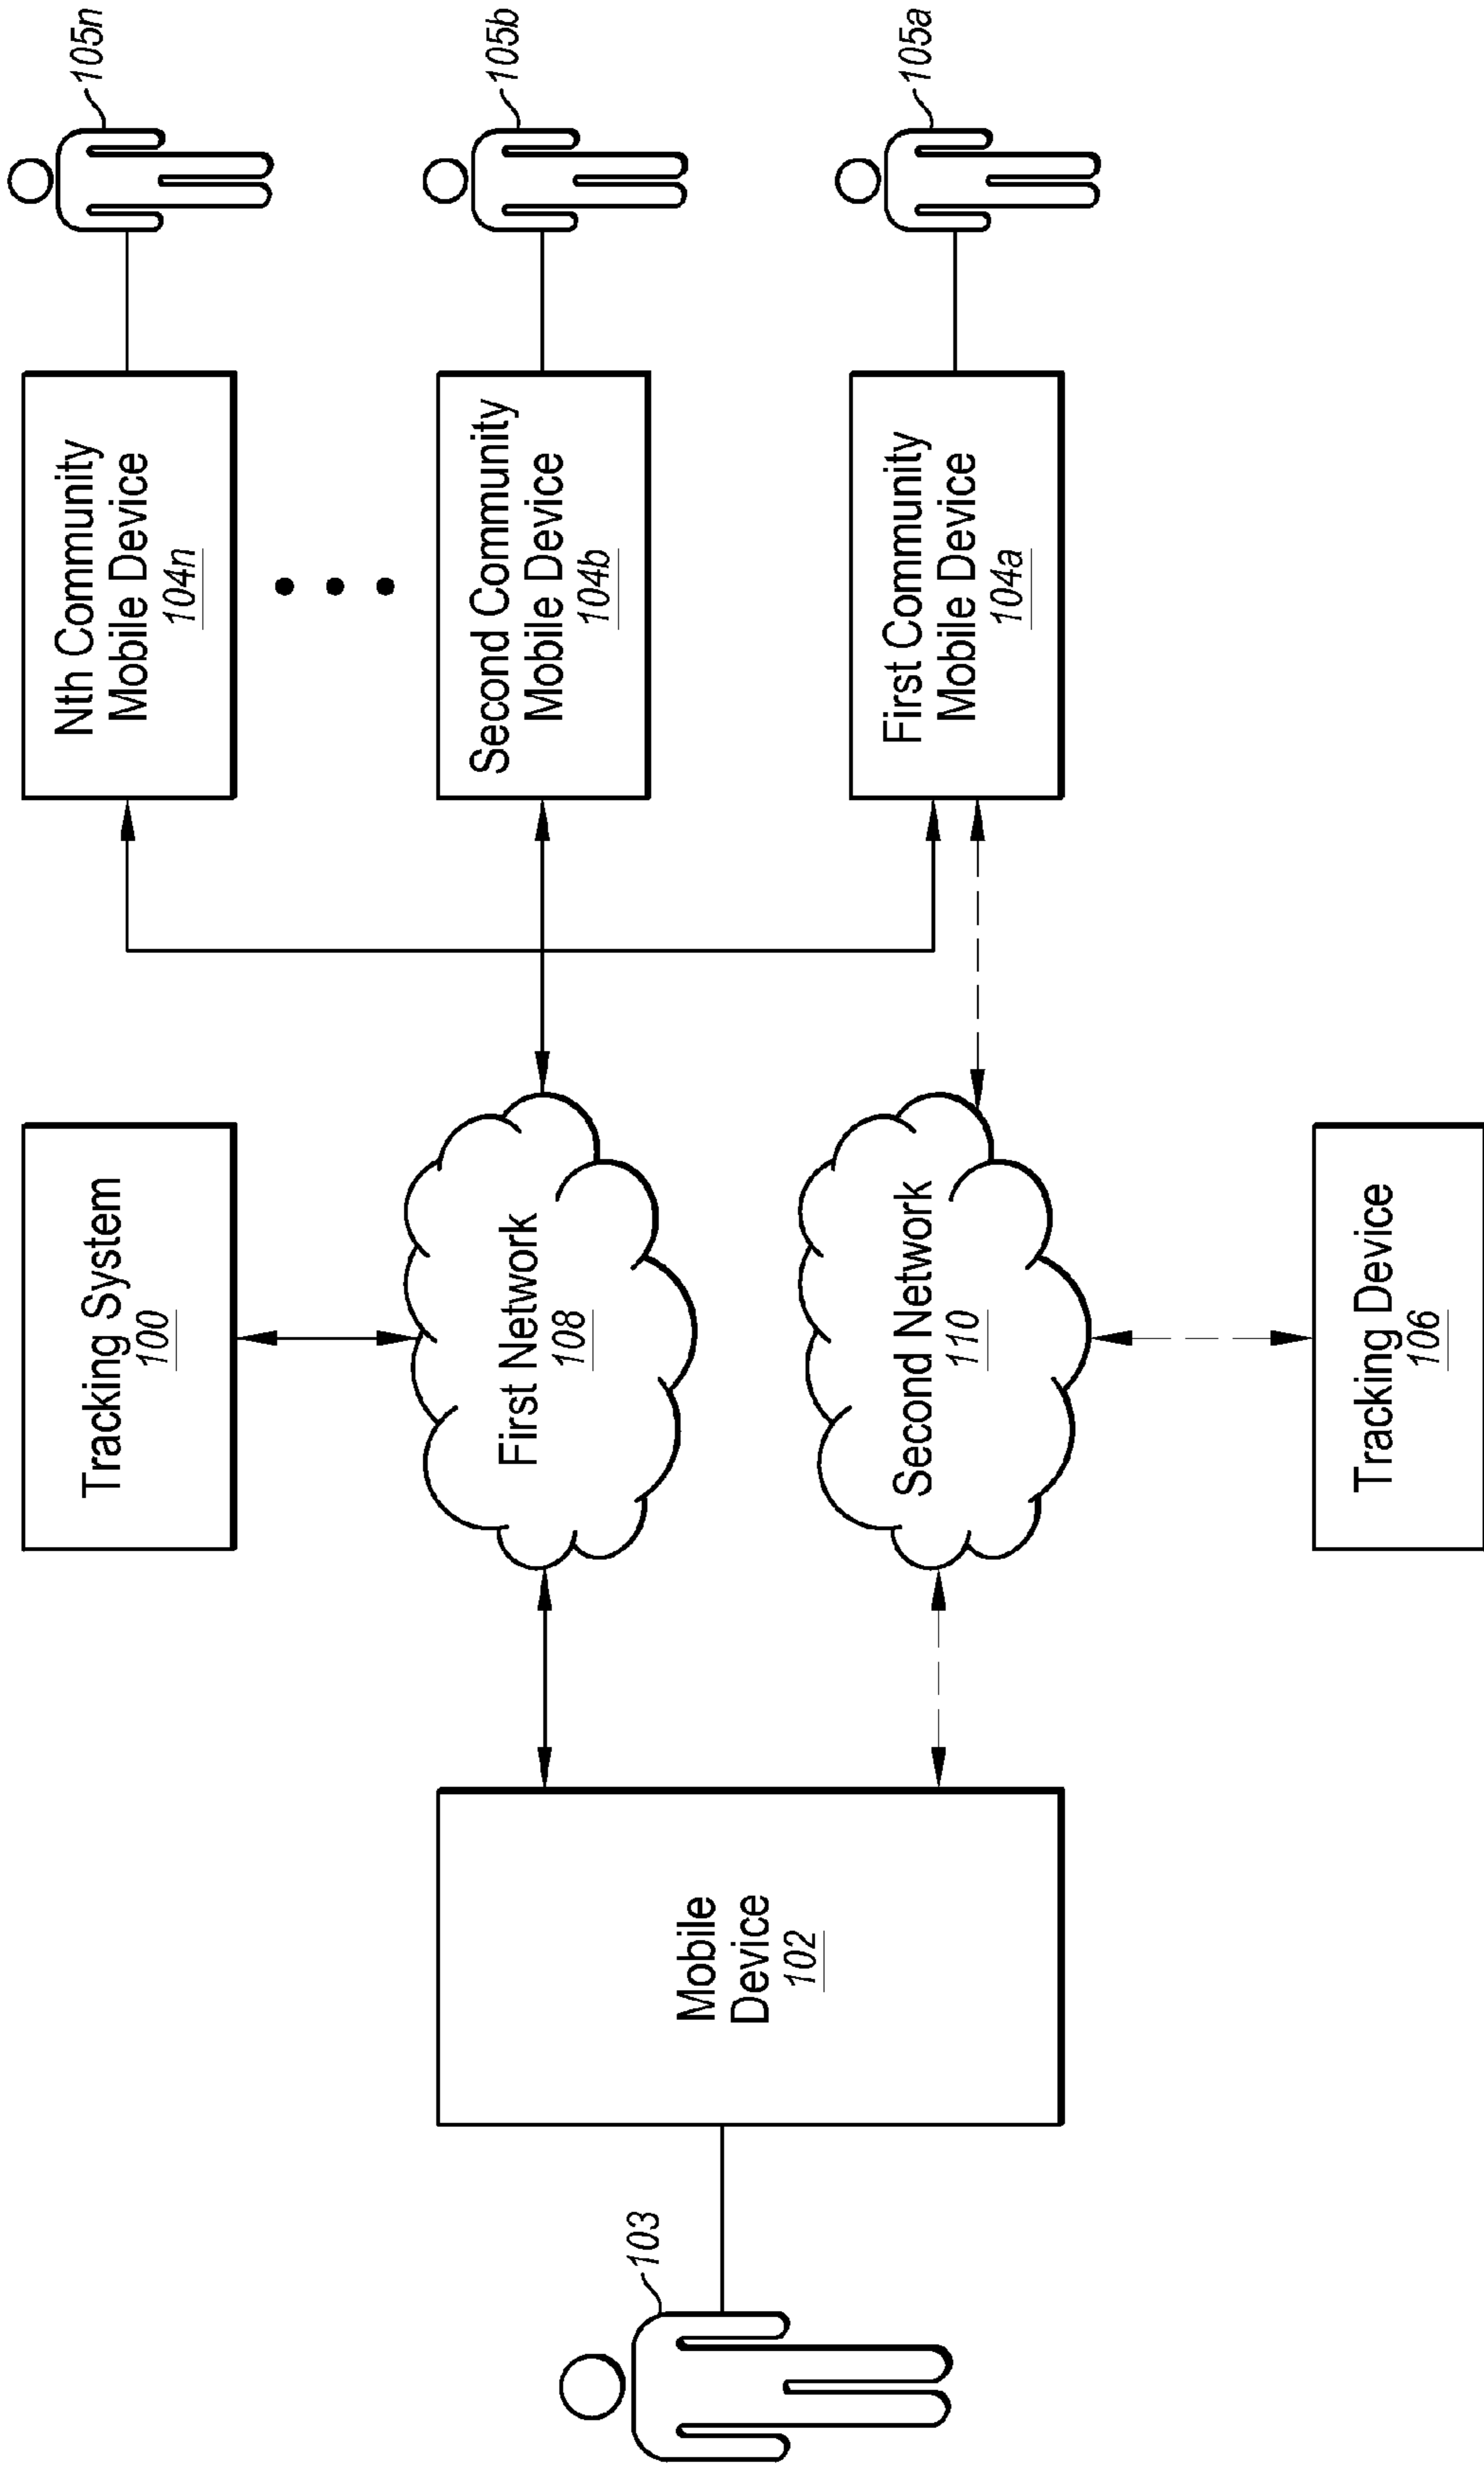 Tracking System
100
Nth Community
Mobile Device
104n
105n
103
Mobile
Device
102
First Network
108
Second Community
Mobile Device
104b
105b
Second Network
110
First Community
Mobile Device
104a
105a
Tracking Device
106